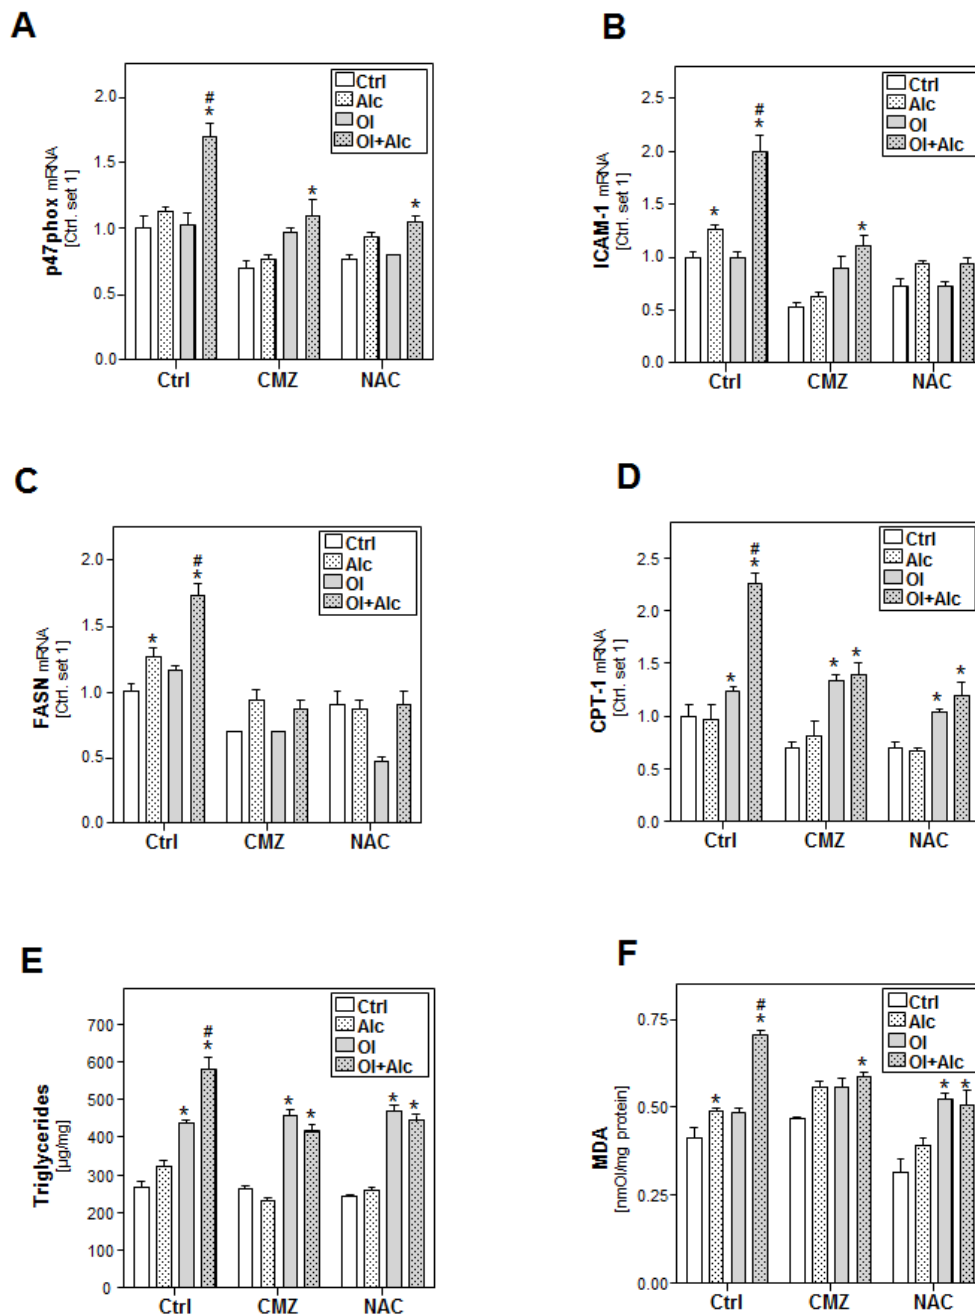 A
p47phox mRNA
[Ctrl. set 1]
2.0
1.5
1.0
0.5
0.0
#
*
*
*
Ctrl
Alc
Ol
Ol+Alc
Ctrl CMZ NAC
B
ICAM-1 mRNA
[Ctrl. set 1]
2.5
2.0
1.5
1.0
0.5
0.0
*
#
*
*
Ctrl
Alc
Ol
Ol+Alc
Ctrl CMZ NAC
C
FASN mRNA
[Ctrl. set 1]
2.0
1.5
1.0
0.5
0.0
*
#
*
Ctrl
Alc
Ol
Ol+Alc
Ctrl CMZ NAC
D
CPT-1 mRNA
[Ctrl. set 1]
2.5
2.0
1.5
1.0
0.5
0.0
*
#
*
* *
* *
Ctrl
Alc
Ol
Ol+Alc
Ctrl CMZ NAC
E
Triglycerides
[µg/mg]
700
600
500
400
300
200
100
0
*
#
*
* *
* *
Ctrl
Alc
Ol
Ol+Alc
Ctrl CMZ NAC
F
MDA
[nmOl/mg protein]
0.75
0.50
0.25
0.00
*
#
*
*
* *
Ctrl
Alc
Ol
Ol+Alc
Ctrl CMZ NAC